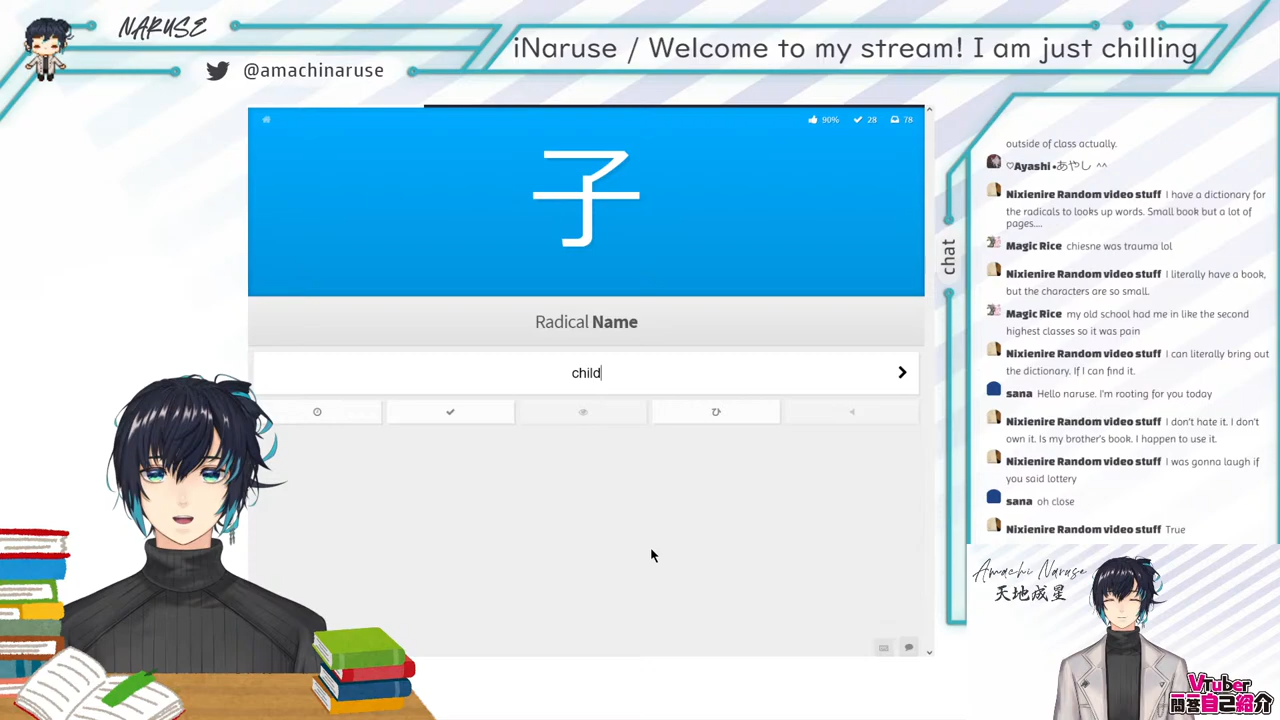 NARUSE
@amachinaruse
iNaruse / Welcome to my stream! I am just chilling
90% 28 78
子
Radical Name
child
ひ
chat
outside of class actually.
♡Ayashi •あやし ^^
Nixienire Random video stuff I have a dictionary for
the radicals to looks up words. Small book but a lot of
pages....
Magic Rice chiesne was trauma lol
Nixienire Random video stuff I literally have a book,
but the characters are so small.
Magic Rice my old school had me in like the second
highest classes so it was pain
Nixienire Random video stuff I can literally bring out
the dictionary. If I can find it.
sana Hello naruse. I'm rooting for you today
Nixienire Random video stuff I don't hate it. I don't
own it. Is my brother's book. I happen to use it.
Nixienire Random video stuff I was gonna laugh if
you said lottery
sana oh close
Nixienire Random video stuff True
Amachi Naruse
天地成星
VTuber
問答自己紹介